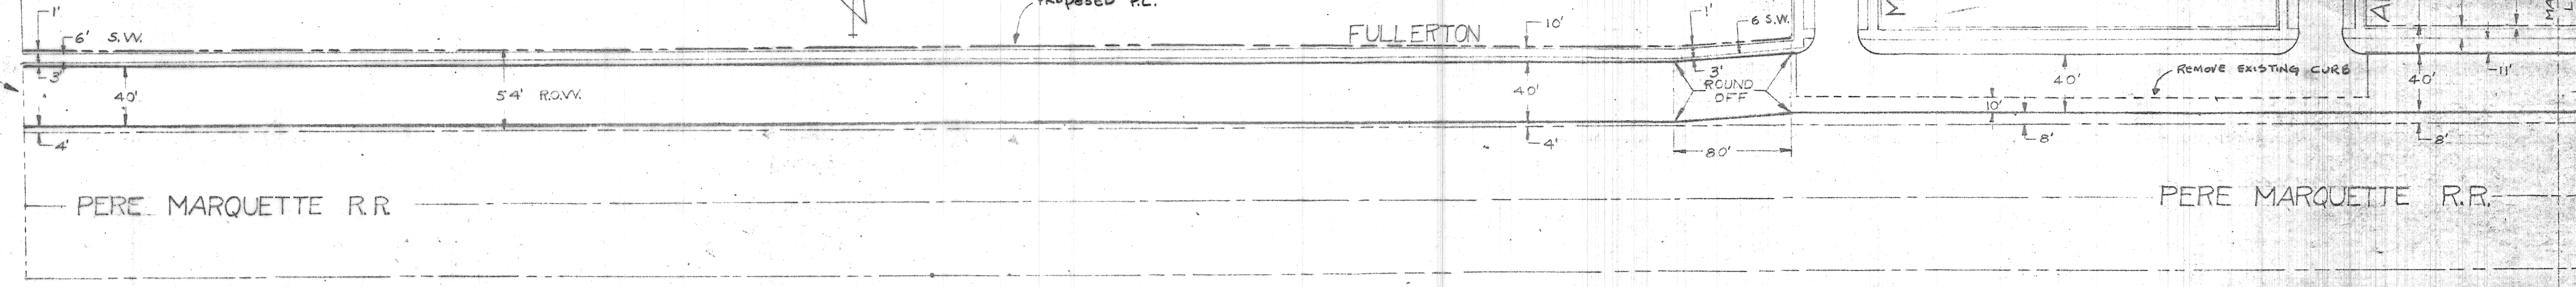 1'
6' S.W.
3'
40'
4'
54' R.O.W.
PROPOSED P.L.
FULLERTON
10'
40'
4'
1'
6 S.W.
3'
ROUND
OFF
80'
10'
8'
40'
REMOVE EXISTING CURB
40'
11'
8'
PERE MARQUETTE R.R.
PERE MARQUETTE R.R.